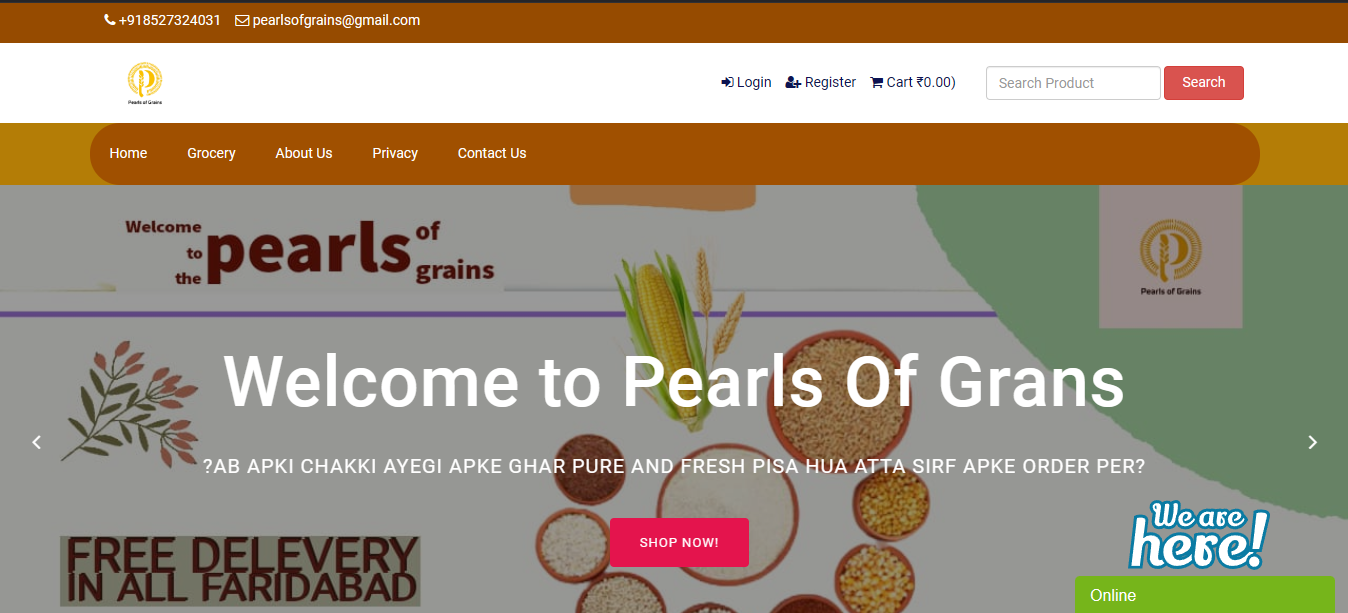 +918527324031 pearlsofgrains@gmail.com
Pearls of Grains
Login Register Cart ₹0.00)
Search Product
Search
Home Grocery About Us Privacy Contact Us
Welcome
to
the
pearls
of
grains
Pearls of Grains
Welcome to Pearls Of Grans
?AB APKI CHAKKI AYEGI APKE GHAR PURE AND FRESH PISA HUA ATTA SIRF APKE ORDER PER?
SHOP NOW!
FREE DELEVERY
IN ALL FARIDABAD
We are
here!
Online